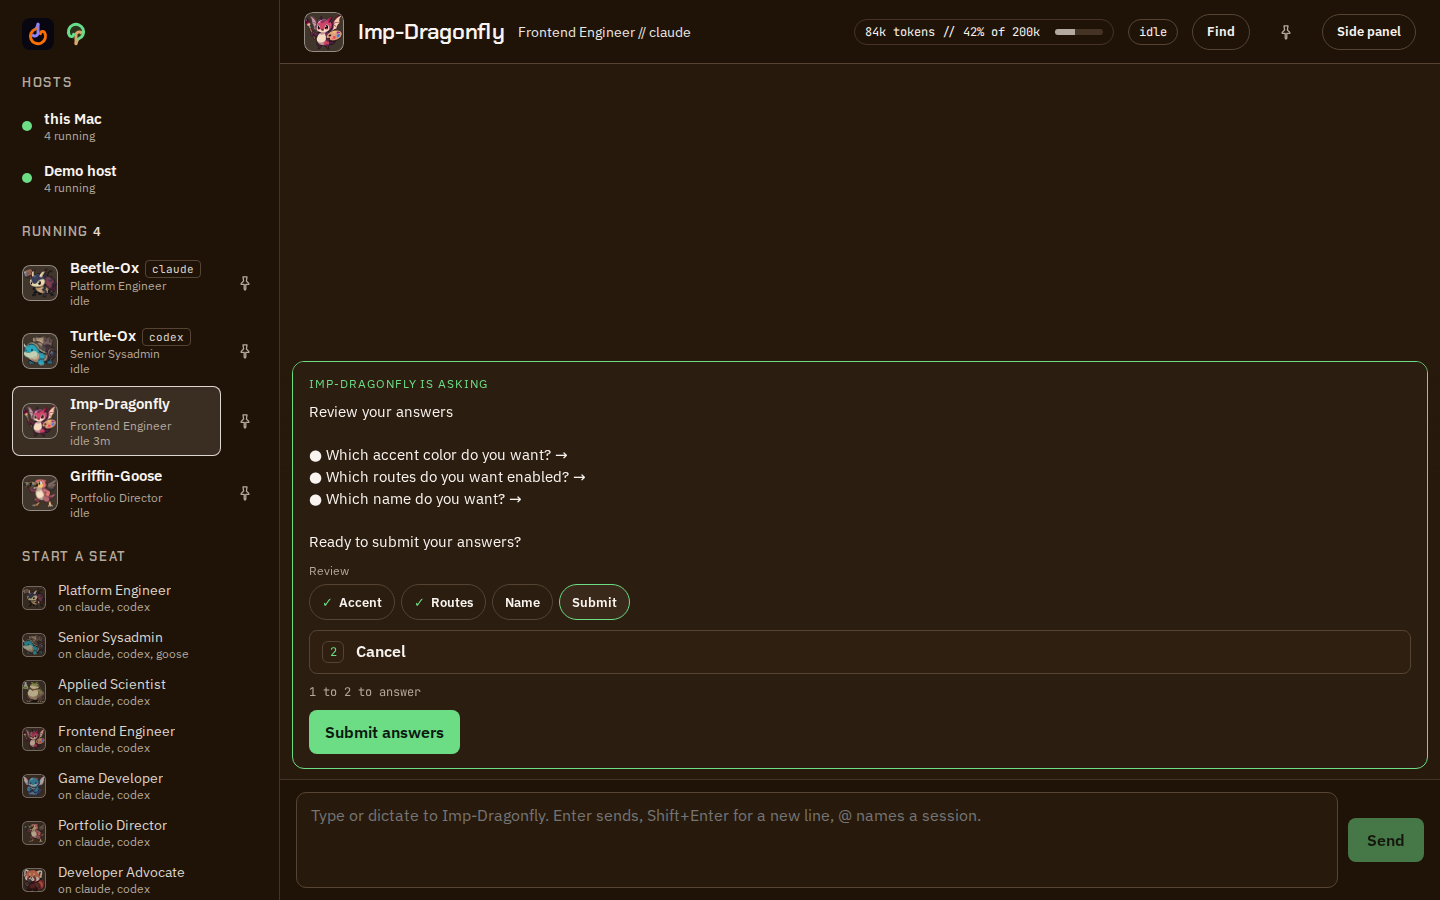 HOSTS
this Mac
4 running
Demo host
4 running
RUNNING 4
Beetle-Ox claude
Platform Engineer
idle
Turtle-Ox codex
Senior Sysadmin
idle
Imp-Dragonfly
Frontend Engineer
idle 3m
Griffin-Goose
Portfolio Director
idle
START A SEAT
Platform Engineer
on claude, codex
Senior Sysadmin
on claude, codex, goose
Applied Scientist
on claude, codex
Frontend Engineer
on claude, codex
Game Developer
on claude, codex
Portfolio Director
on claude, codex
Developer Advocate
on claude, codex
Imp-Dragonfly Frontend Engineer // claude 84k tokens // 42% of 200k idle Find Side panel
IMP-DRAGONFLY IS ASKING
Review your answers
● Which accent color do you want? →
● Which routes do you want enabled? →
● Which name do you want? →
Ready to submit your answers?
Review
✓ Accent ✓ Routes Name Submit
2 Cancel
1 to 2 to answer
Submit answers
Type or dictate to Imp-Dragonfly. Enter sends, Shift+Enter for a new line, @ names a session.
Send